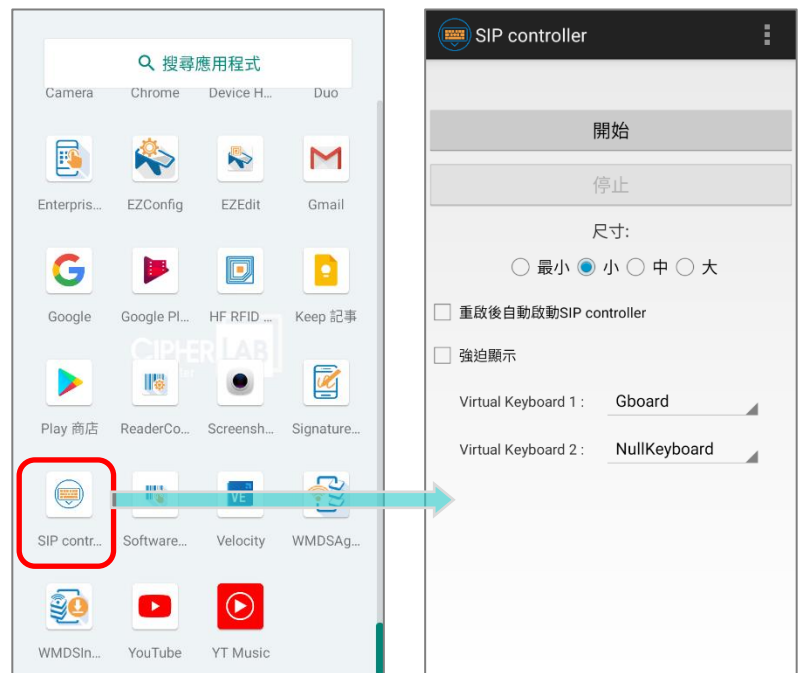 搜尋應用程式
Camera Chrome Device H... Duo
Enterpris... EZConfig EZEdit Gmail
Google Google Pl... HF RFID ... Keep 記事
CIPHERLAB
Play 商店 ReaderCo... Screensh... Signature...
VE
SIP contr... Software... Velocity WMDSAg...
WMDSIn... YouTube YT Music
SIP controller
開始
停止
尺寸:
最小 小 中 大
重啟後自動啟動SIP controller
強迫顯示
Virtual Keyboard 1 : Gboard
Virtual Keyboard 2 : NullKeyboard